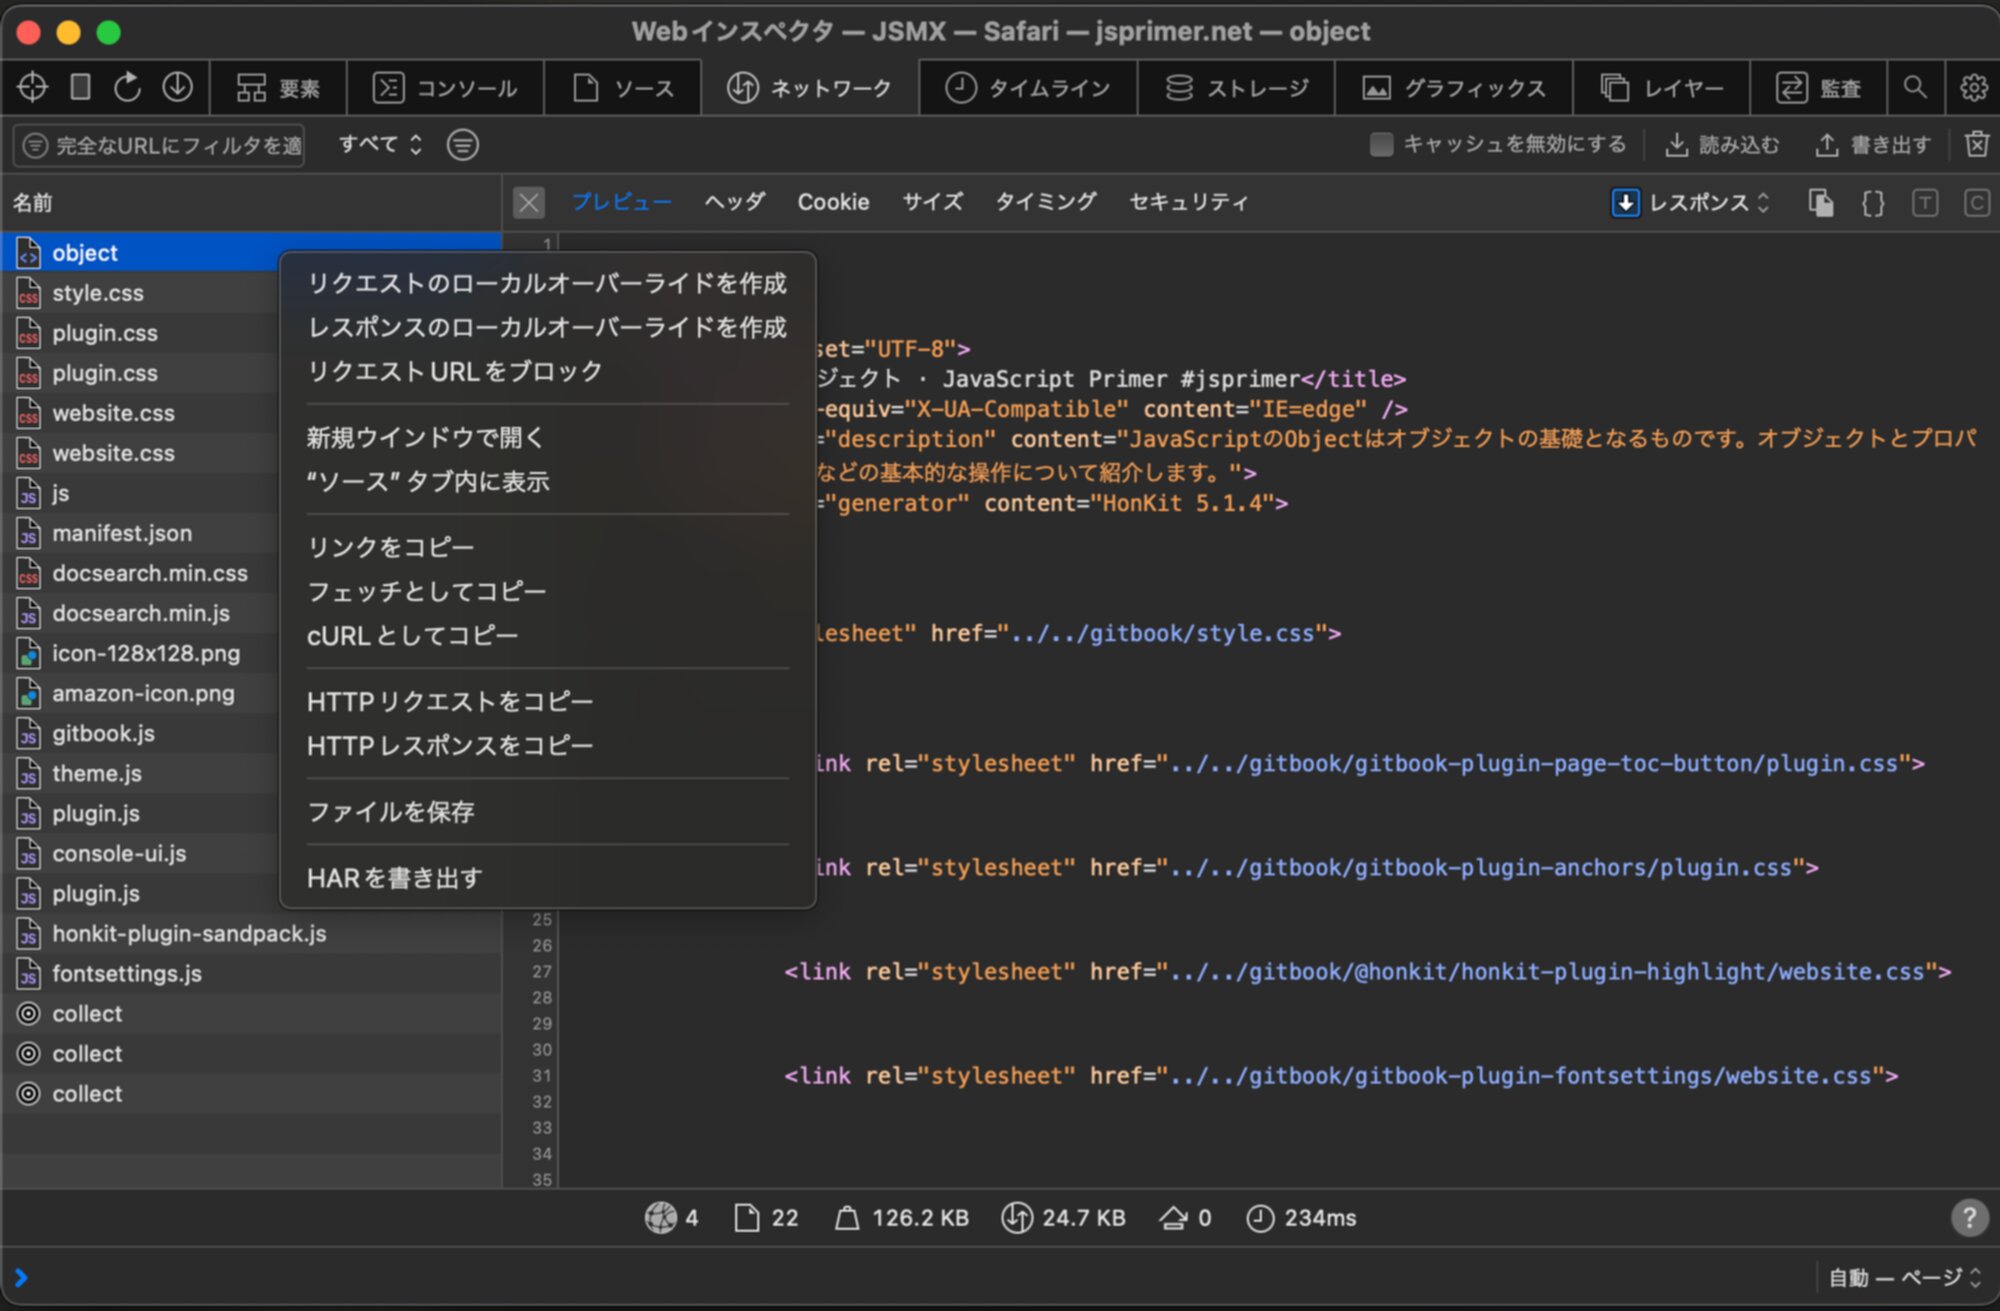 Webインスペクタ — JSMX — Safari — jsprimer.net — object
要素 コンソール ソース ネットワーク タイムライン ストレージ グラフィックス レイヤー 監査
完全なURLにフィルタを適 すべて キャッシュを無効にする 読み込む 書き出す
名前 プレビュー ヘッダ Cookie サイズ タイミング セキュリティ レスポンス {} T C
object
style.css
plugin.css
plugin.css
website.css
website.css
js
manifest.json
docsearch.min.css
docsearch.min.js
icon-128x128.png
amazon-icon.png
gitbook.js
theme.js
plugin.js
console-ui.js
plugin.js
honkit-plugin-sandpack.js
fontsettings.js
collect
collect
collect
リクエストのローカルオーバーライドを作成
レスポンスのローカルオーバーライドを作成
リクエスト URL をブロック
新規ウインドウで開く
“ソース” タブ内に表示
リンクをコピー
フェッチとしてコピー
cURL としてコピー
HTTP リクエストをコピー
HTTP レスポンスをコピー
ファイルを保存
HAR を書き出す
1
set="UTF-8">
ジェクト · JavaScript Primer #jsprimer</title>
-equiv="X-UA-Compatible" content="IE=edge" />
="description" content="JavaScriptのObjectはオブジェクトの基礎となるものです。オブジェクトとプロパ
などの基本的な操作について紹介します。">
="generator" content="HonKit 5.1.4">
lesheet" href="../../gitbook/style.css">
ink rel="stylesheet" href="../../gitbook/gitbook-plugin-page-toc-button/plugin.css">
ink rel="stylesheet" href="../../gitbook/gitbook-plugin-anchors/plugin.css">
25
26
27 <link rel="stylesheet" href="../../gitbook/@honkit/honkit-plugin-highlight/website.css">
28
29
30
31 <link rel="stylesheet" href="../../gitbook/gitbook-plugin-fontsettings/website.css">
32
33
34
35
4 22 126.2 KB 24.7 KB 0 234ms ?
自動 — ページ